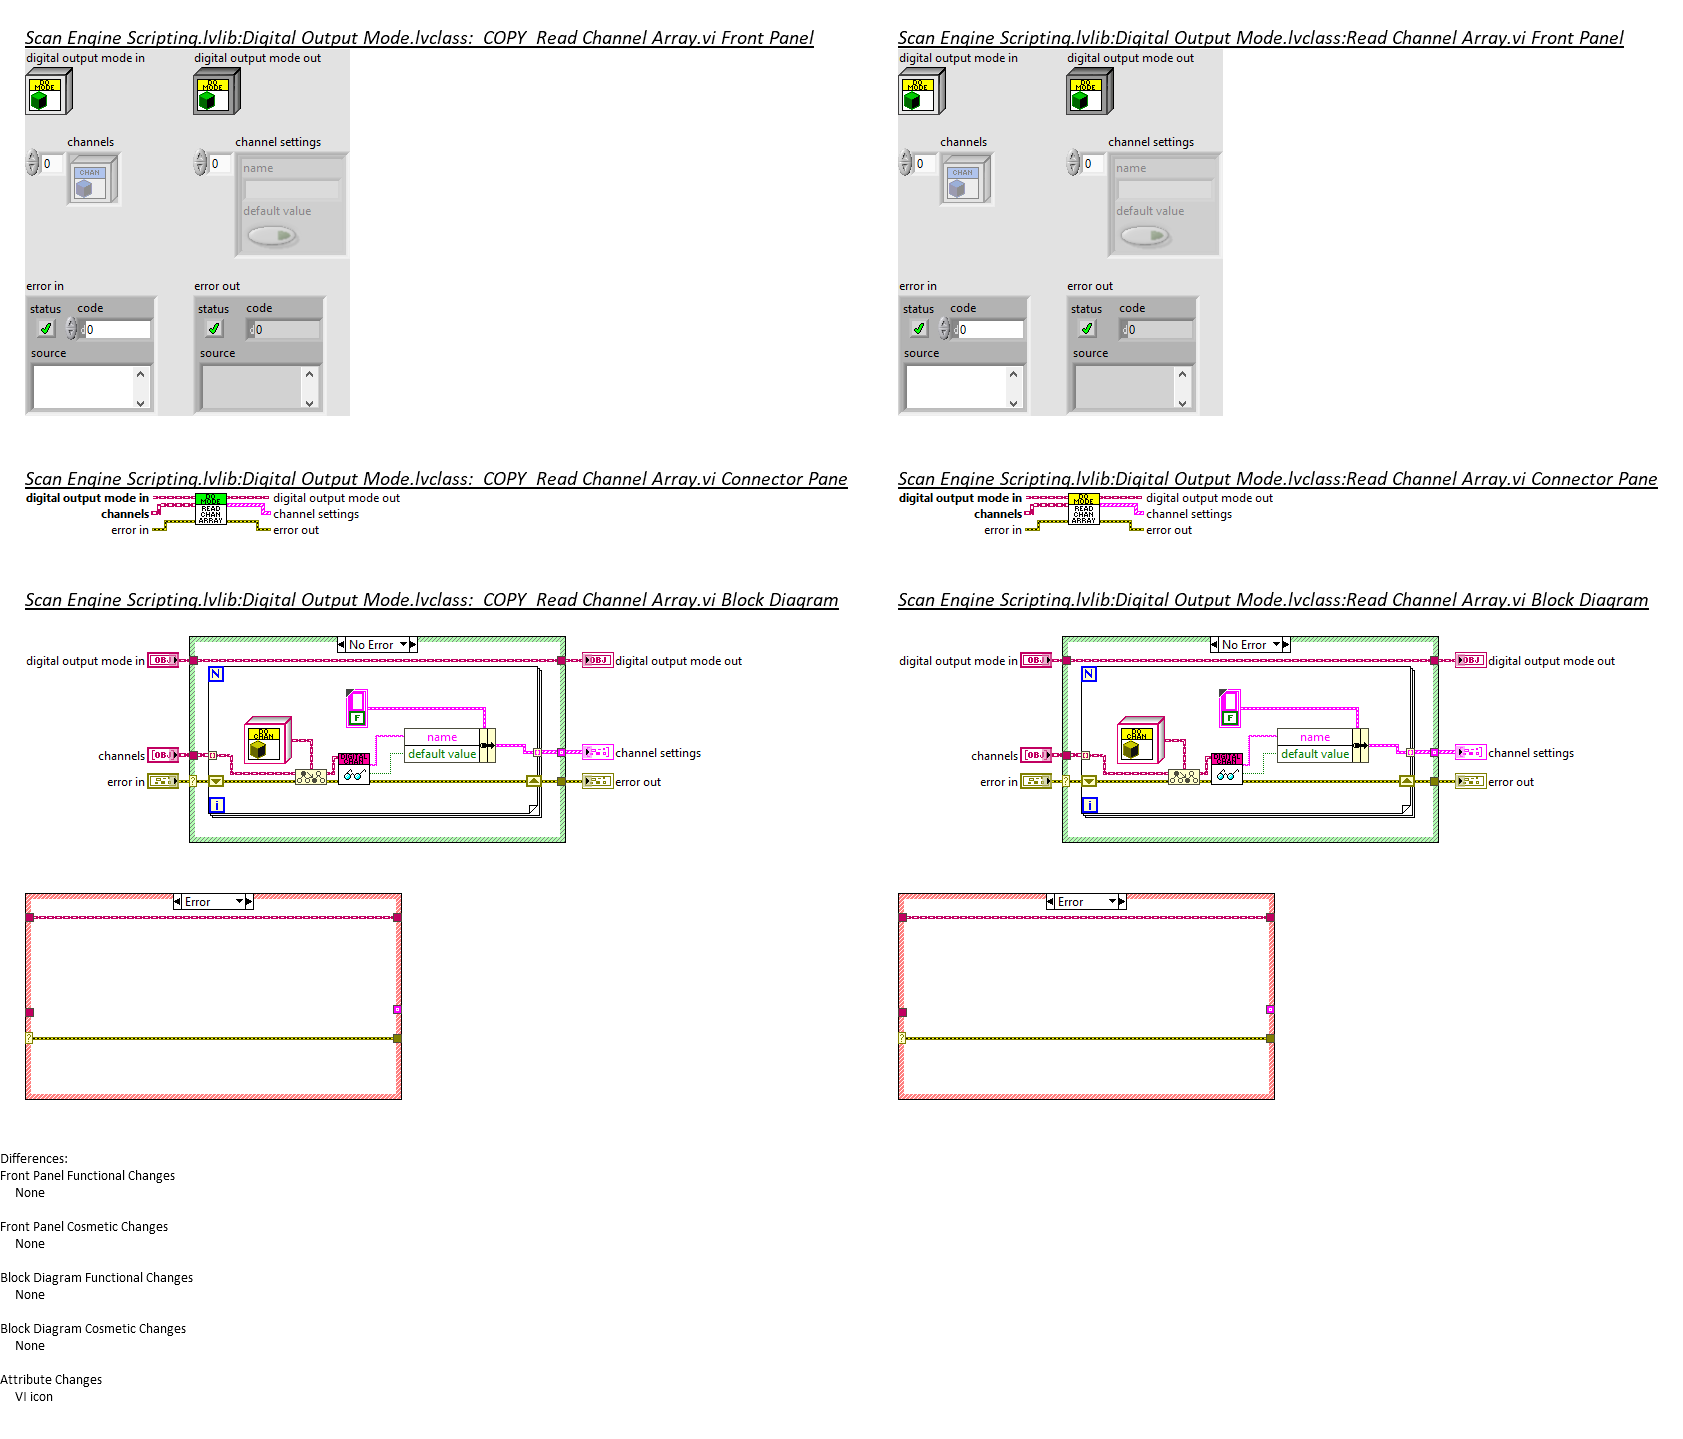 Scan Engine Scripting.lvlib:Digital Output Mode.lvclass:  COPY  Read Channel Array.vi Front Panel
digital output mode in
digital output mode out
DO MODE
DO MODE
channels
channel settings
0
0
CHAN
name
default value
error in
error out
status
code
status
code
d0
d0
source
source
Scan Engine Scripting.lvlib:Digital Output Mode.lvclass:Read Channel Array.vi Front Panel
digital output mode in
digital output mode out
DO MODE
DO MODE
channels
channel settings
0
0
CHAN
name
default value
error in
error out
status
code
status
code
d0
d0
source
source
Scan Engine Scripting.lvlib:Digital Output Mode.lvclass:  COPY  Read Channel Array.vi Connector Pane
digital output mode in
channels
error in
DO
MODE
READ
CHAN
ARRAY
digital output mode out
channel settings
error out
Scan Engine Scripting.lvlib:Digital Output Mode.lvclass:Read Channel Array.vi Connector Pane
digital output mode in
channels
error in
DO
MODE
READ
CHAN
ARRAY
digital output mode out
channel settings
error out
Scan Engine Scripting.lvlib:Digital Output Mode.lvclass:  COPY  Read Channel Array.vi Block Diagram
No Error
digital output mode in
OBJ
OBJ
digital output mode out
N
F
DO
CHAN
name
default value
channels
[OBJ]
channel settings
DIGITAL
CHAN
error in
?
error out
i
Error
?
Scan Engine Scripting.lvlib:Digital Output Mode.lvclass:Read Channel Array.vi Block Diagram
No Error
digital output mode in
OBJ
OBJ
digital output mode out
N
F
DO
CHAN
name
default value
channels
[OBJ]
channel settings
DIGITAL
CHAN
error in
?
error out
i
Error
?
Differences:
Front Panel Functional Changes
None
Front Panel Cosmetic Changes
None
Block Diagram Functional Changes
None
Block Diagram Cosmetic Changes
None
Attribute Changes
VI icon